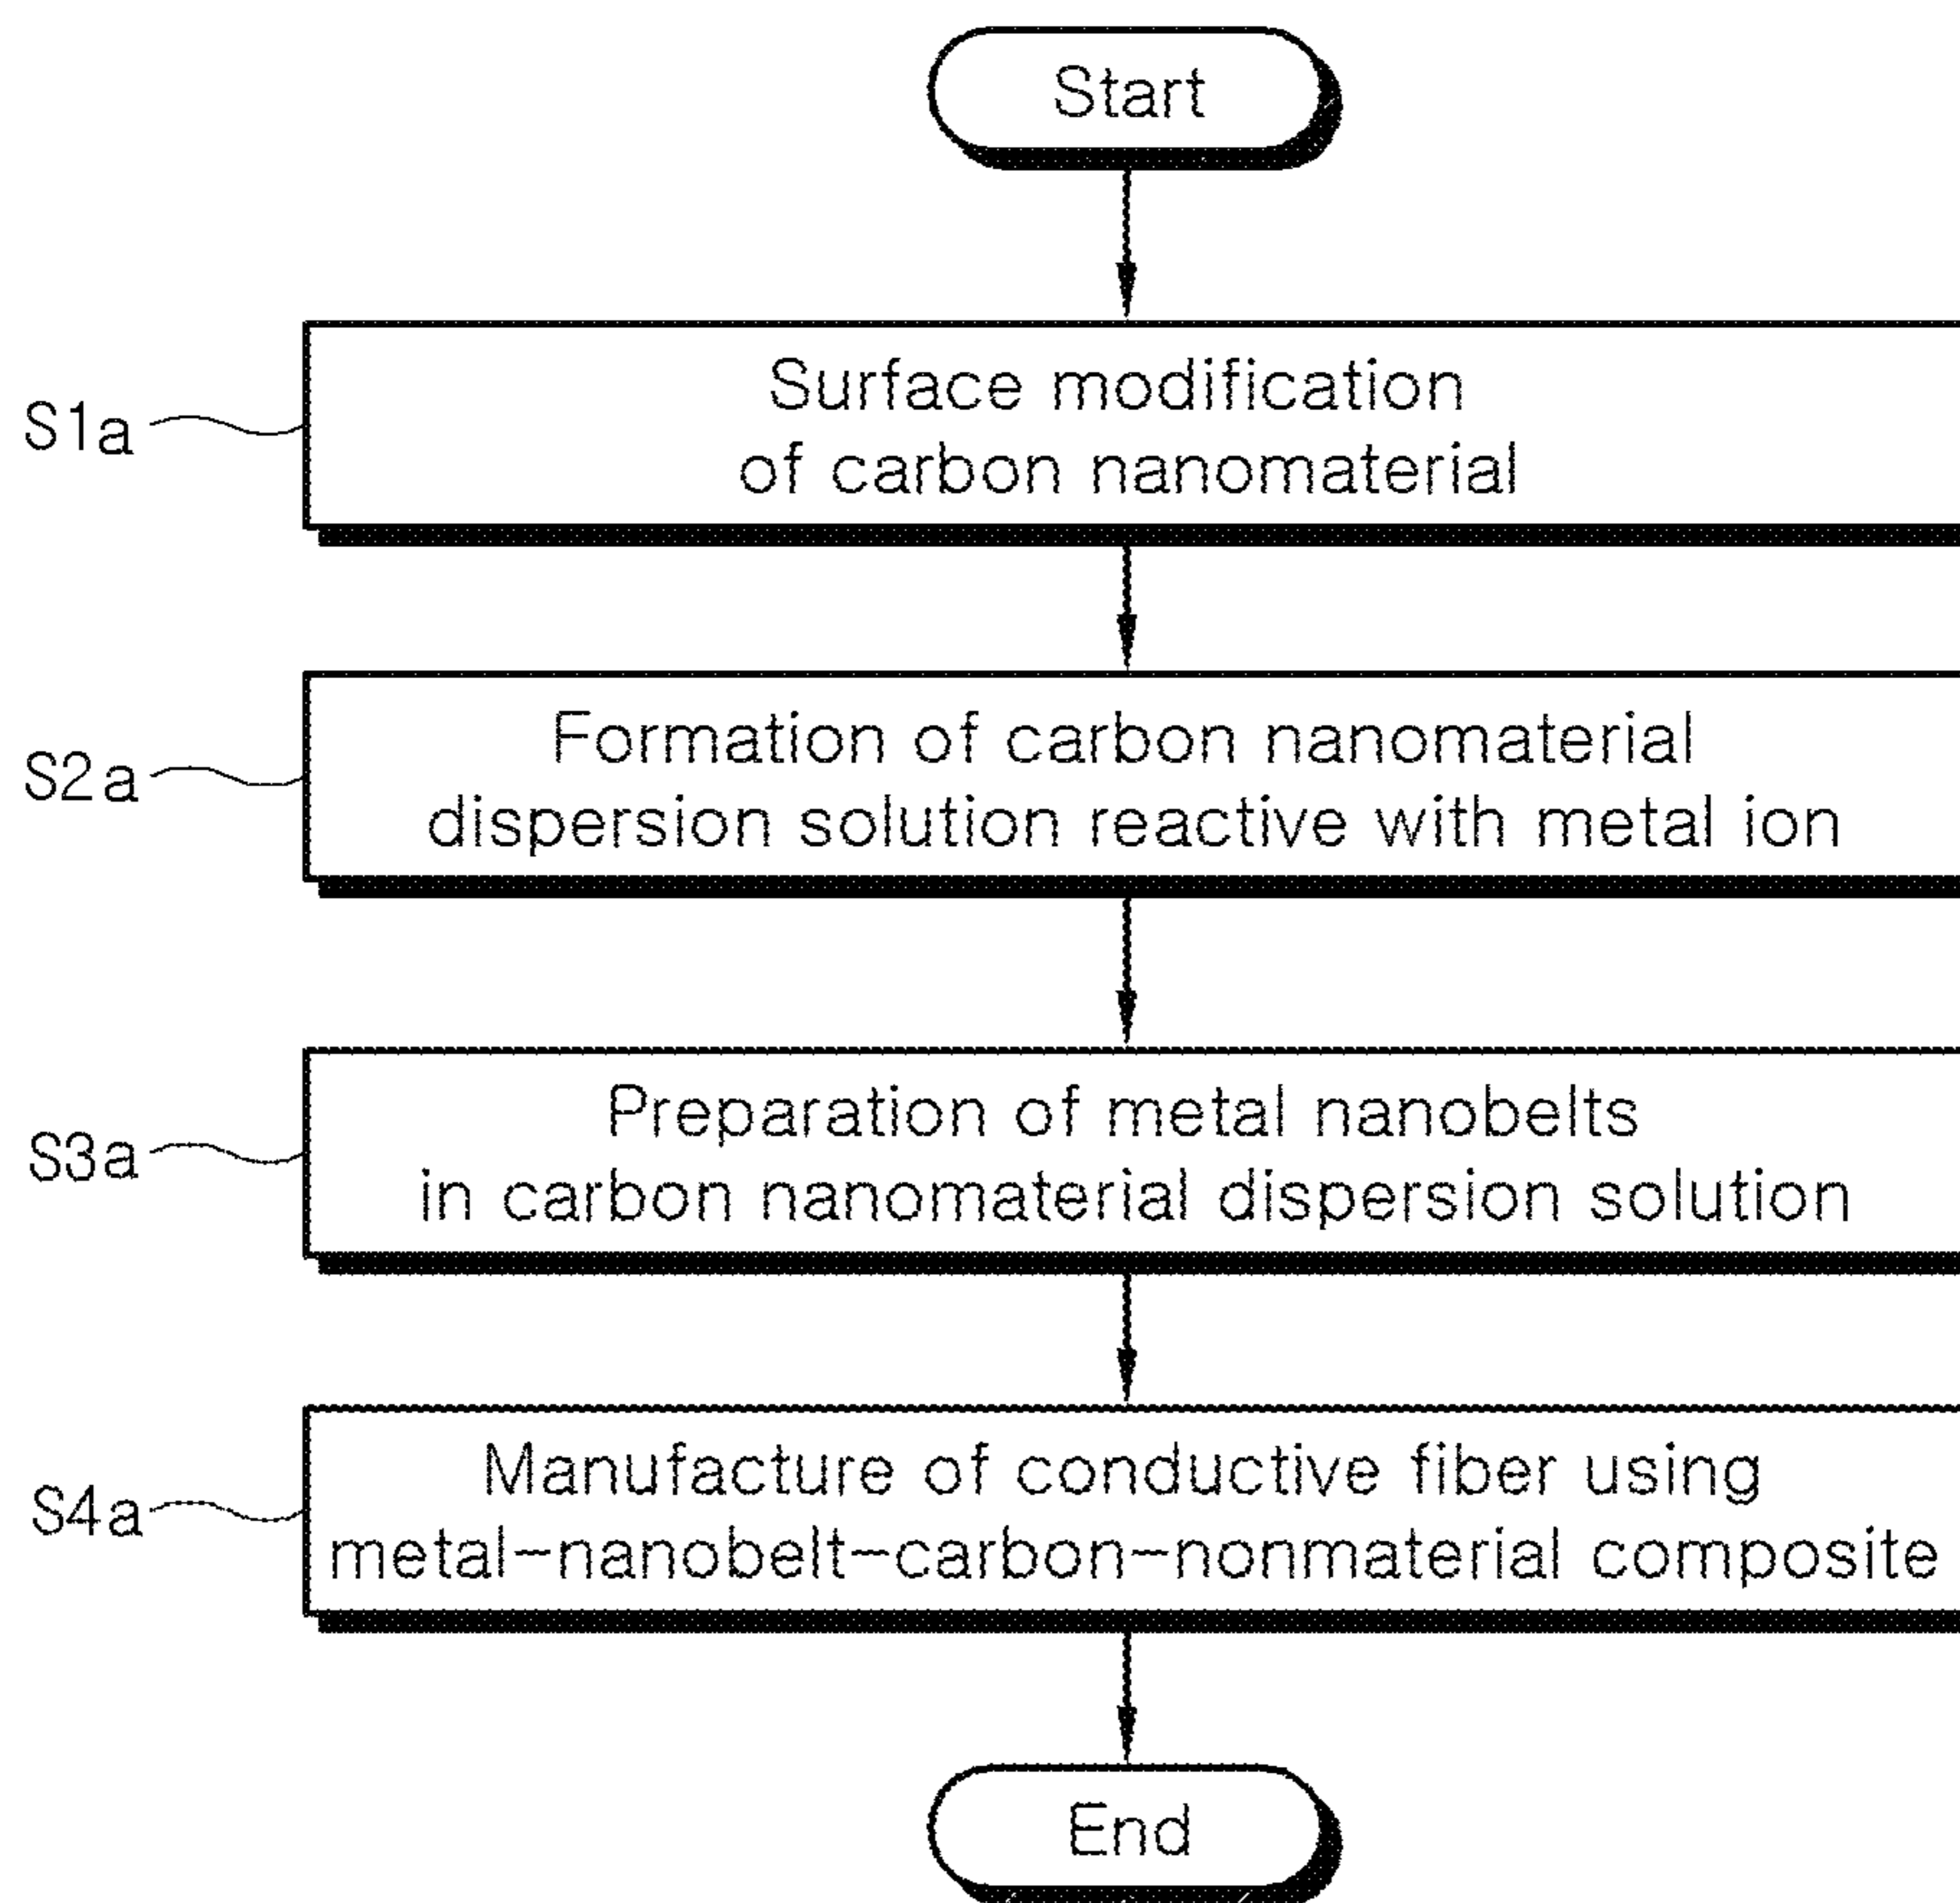 Start
S1a
Surface modification
of carbon nanomaterial
S2a
Formation of carbon nanomaterial
dispersion solution reactive with metal ion
S3a
Preparation of metal nanobelts
in carbon nanomaterial dispersion solution
S4a
Manufacture of conductive fiber using
metal-nanobelt-carbon-nonmaterial composite
End